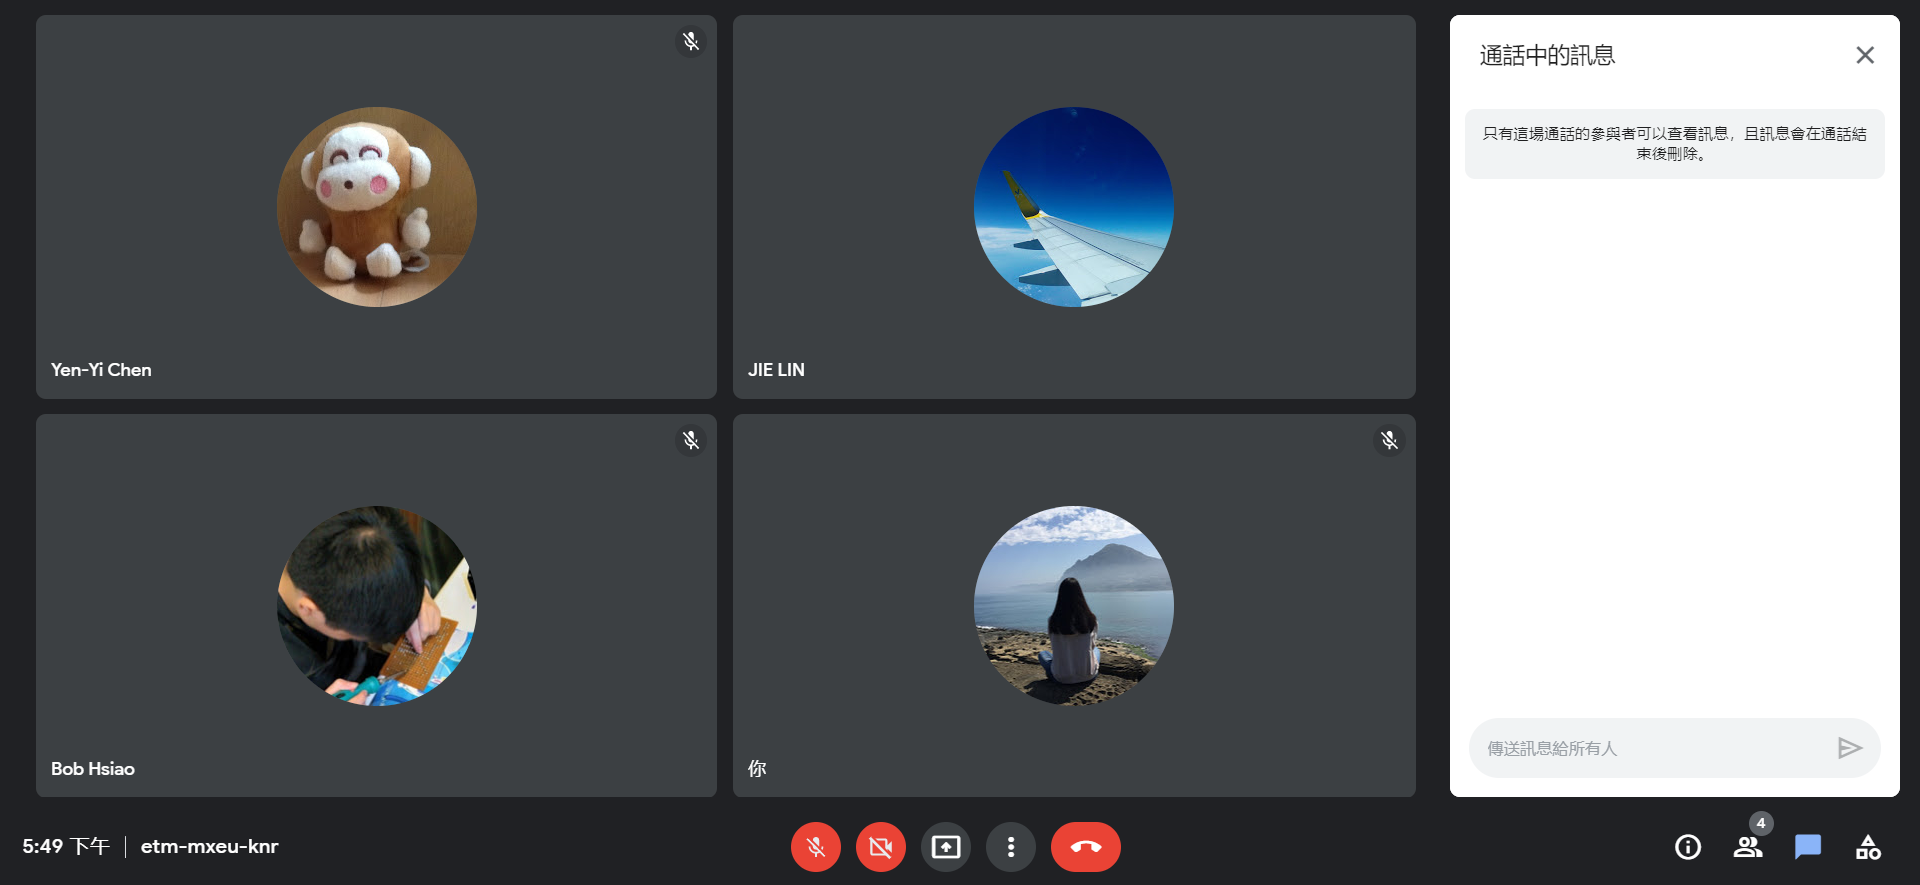 Yen-Yi Chen
JIE LIN
Bob Hsiao
你
通話中的訊息
只有這場通話的參與者可以查看訊息，且訊息會在通話結
束後刪除。
傳送訊息給所有人
5:49 下午 | etm-mxeu-knr
4